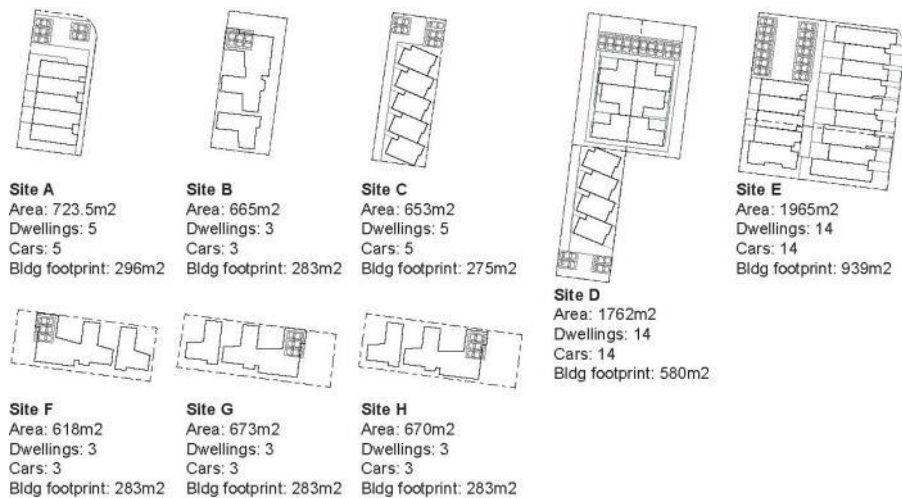 Site A
Area: 723.5m2
Dwellings: 5
Cars: 5
Bldg footprint: 296m2
Site B
Area: 665m2
Dwellings: 3
Cars: 3
Bldg footprint: 283m2
Site C
Area: 653m2
Dwellings: 5
Cars: 5
Bldg footprint: 275m2
Site D
Area: 1762m2
Dwellings: 14
Cars: 14
Bldg footprint: 580m2
Site E
Area: 1965m2
Dwellings: 14
Cars: 14
Bldg footprint: 939m2
Site F
Area: 618m2
Dwellings: 3
Cars: 3
Bldg footprint: 283m2
Site G
Area: 673m2
Dwellings: 3
Cars: 3
Bldg footprint: 283m2
Site H
Area: 670m2
Dwellings: 3
Cars: 3
Bldg footprint: 283m2